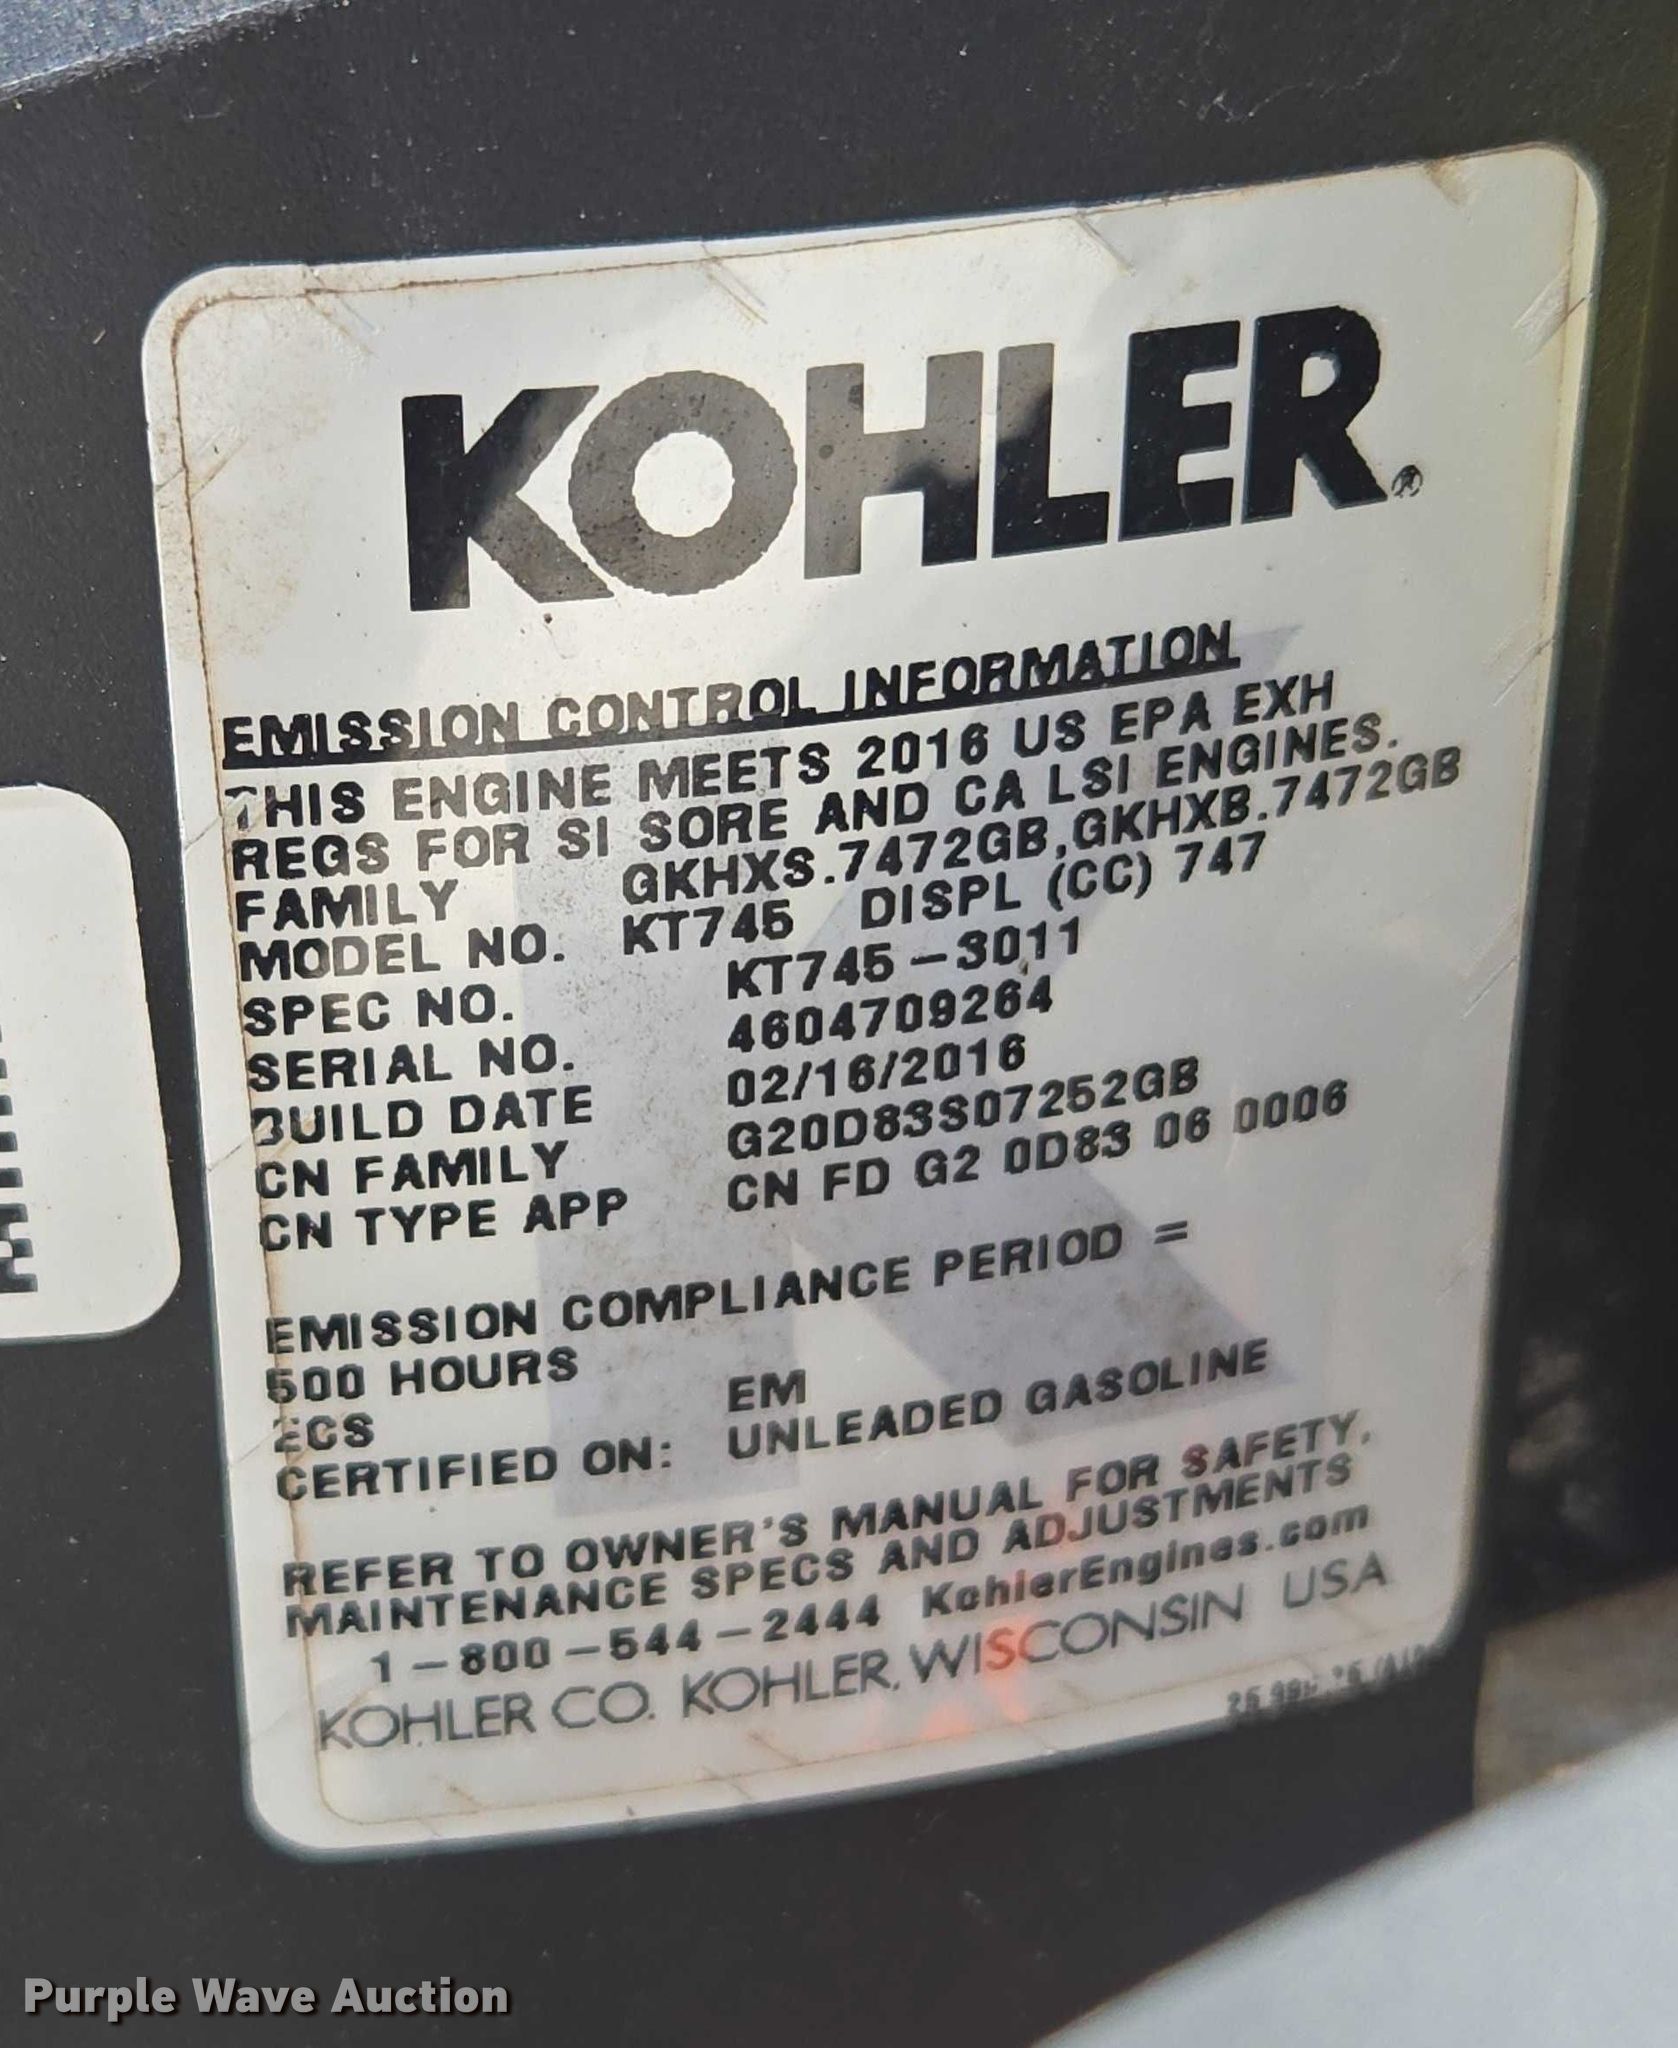 KOHLER®
EMISSION CONTROL INFORMATION
THIS ENGINE MEETS 2016 US EPA EXH
REGS FOR SI SORE AND CA LSI ENGINES.
FAMILY GKHXS.7472GB,GKHXB.7472GB
MODEL NO. KT745 DISPL (CC) 747
SPEC NO. KT745-3011
SERIAL NO. 4604709264
BUILD DATE 02/16/2016
CN FAMILY G20D83S07252GB
CN TYPE APP CN FD G2 0D83 06 0006
EMISSION COMPLIANCE PERIOD =
500 HOURS
ECS EM
CERTIFIED ON: UNLEADED GASOLINE
REFER TO OWNER'S MANUAL FOR SAFETY,
MAINTENANCE SPECS AND ADJUSTMENTS
1-800-544-2444 KohlerEngines.com
KOHLER CO. KOHLER, WISCONSIN USA
Purple Wave Auction